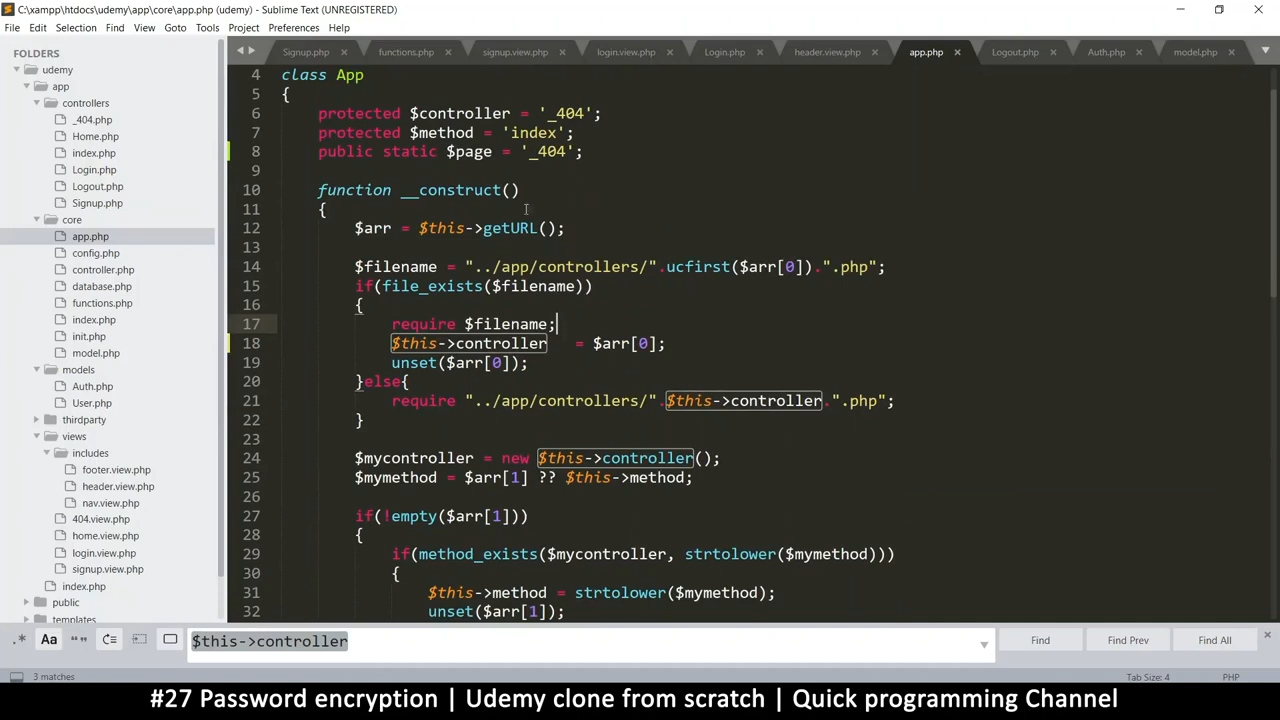 C:\xampp\htdocs\udemy\app\core\app.php (udemy) - Sublime Text (UNREGISTERED)
File Edit Selection Find View Goto Tools Project Preferences Help
FOLDERS
udemy
app
controllers
_404.php
Home.php
index.php
Login.php
Logout.php
Signup.php
core
app.php
config.php
controller.php
database.php
functions.php
index.php
init.php
model.php
models
Auth.php
User.php
thirdparty
views
includes
footer.view.php
header.view.php
nav.view.php
404.view.php
home.view.php
login.view.php
signup.view.php
index.php
public
templates
Signup.php functions.php signup.view.php login.view.php Login.php header.view.php app.php Logout.php Auth.php model.php
4 class App
5 {
6 protected $controller = '_404';
7 protected $method = 'index';
8 public static $page = '_404';
9
10 function __construct()
11 {
12 $arr = $this->getURL();
13
14 $filename = "../app/controllers/".ucfirst($arr[0]).".php";
15 if(file_exists($filename))
16 {
17 require $filename;
18 $this->controller = $arr[0];
19 unset($arr[0]);
20 }else{
21 require "../app/controllers/".$this->controller.".php";
22 }
23
24 $mycontroller = new $this->controller();
25 $mymethod = $arr[1] ?? $this->method;
26
27 if(!empty($arr[1]))
28 {
29 if(method_exists($mycontroller, strtolower($mymethod)))
30 {
31 $this->method = strtolower($mymethod);
32 unset($arr[1]);
.* Aa “” $this->controller Find Find Prev Find All
3 matches Tab Size: 4 PHP
#27 Password encryption | Udemy clone from scratch | Quick programming Channel